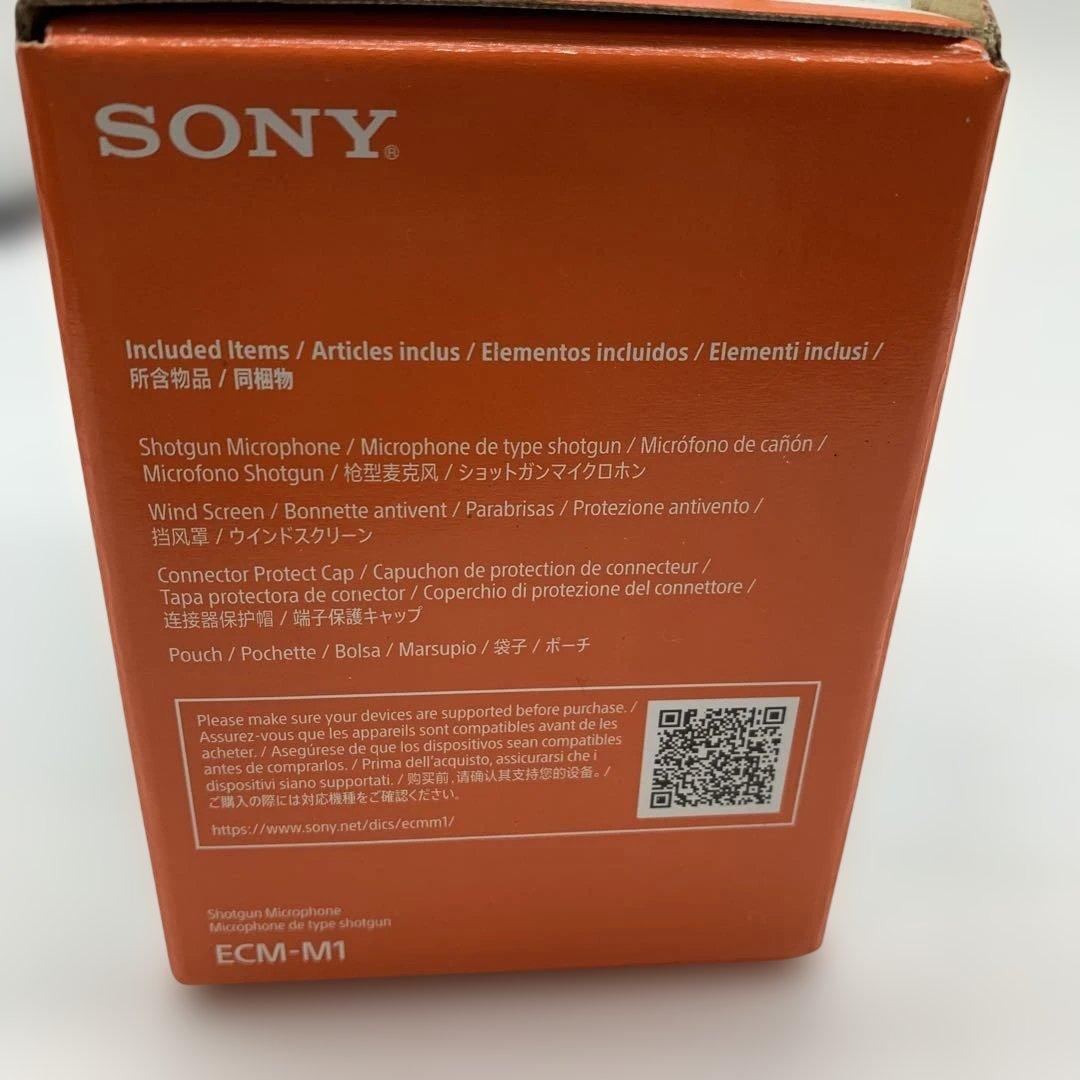 SONY®
Included Items / Articles inclus / Elementos incluidos / Elementi inclusi /
所含物品 / 同梱物
Shotgun Microphone / Microphone de type shotgun / Micrófono de cañón /
Microfono Shotgun / 枪型麦克风 / ショットガンマイクロホン
Wind Screen / Bonnette antivent / Parabrisas / Protezione antivento /
挡风罩 / ウインドスクリーン
Connector Protect Cap / Capuchon de protection de connecteur /
Tapa protectora de conector / Coperchio di protezione del connettore /
连接器保护帽 / 端子保護キャップ
Pouch / Pochette / Bolsa / Marsupio / 袋子 / ポーチ
Please make sure your devices are supported before purchase. /
Assurez-vous que les appareils sont compatibles avant de les
acheter. / Asegúrese de que los dispositivos sean compatibles
antes de comprarlos. / Prima dell'acquisto, assicurarsi che i
dispositivi siano supportati. / 购买前,请确认其支持您的设备。/
ご購入の際には対応機種をご確認ください。
https://www.sony.net/dics/ecmm1/
Shotgun Microphone
Microphone de type shotgun
ECM-M1